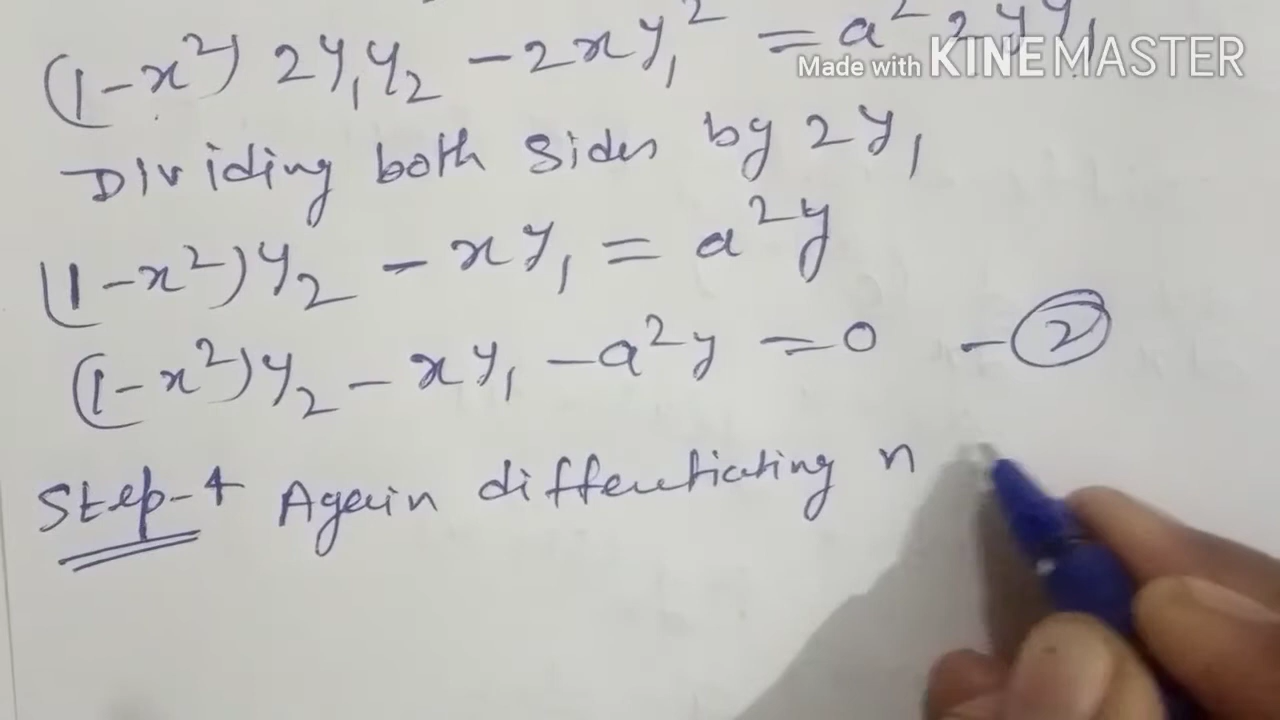 (1-x²) 2y₁y₂ - 2xy₁² = a² 2yy₁
Made with KINEMASTER
Dividing both sides by 2y₁
(1-x²)y₂ - xy₁ = a²y
(1-x²)y₂ - xy₁ - a²y = 0 - ②
Step-4 Again differentiating n